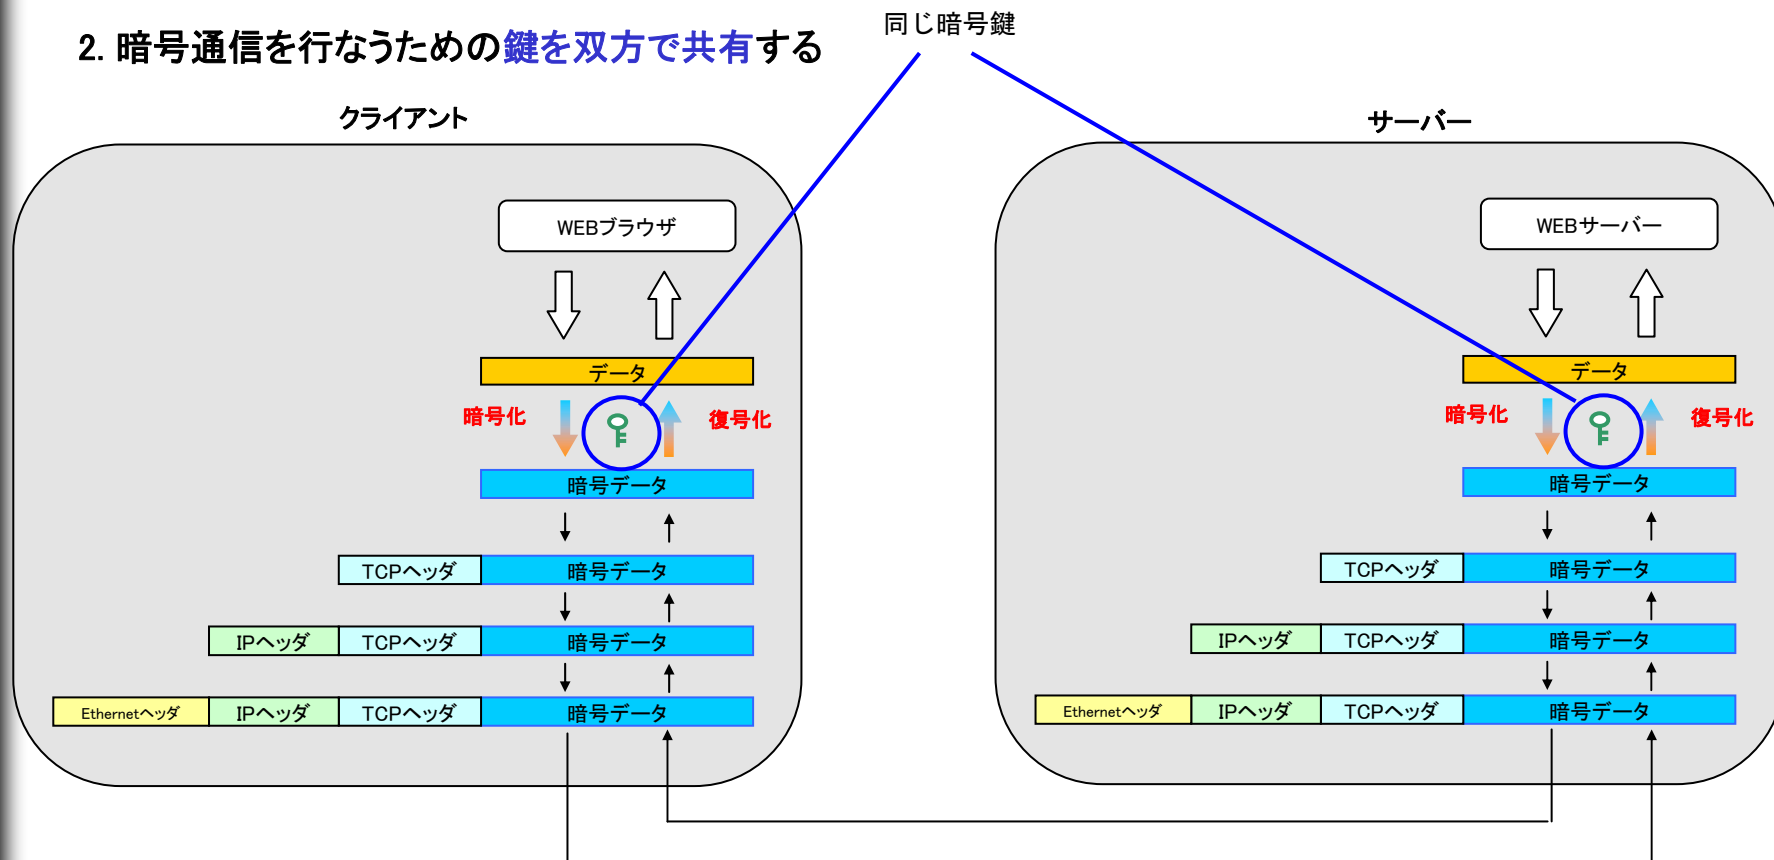 同じ暗号鍵
2. 暗号通信を行なうための鍵を双方で共有する
クライアント
サーバー
WEBブラウザ
WEBサーバー
データ
データ
暗号化
復号化
暗号化
復号化
暗号データ
暗号データ
TCPヘッダ
暗号データ
TCPヘッダ
暗号データ
IPヘッダ
TCPヘッダ
暗号データ
IPヘッダ
TCPヘッダ
暗号データ
Ethernetヘッダ
IPヘッダ
TCPヘッダ
暗号データ
Ethernetヘッダ
IPヘッダ
TCPヘッダ
暗号データ